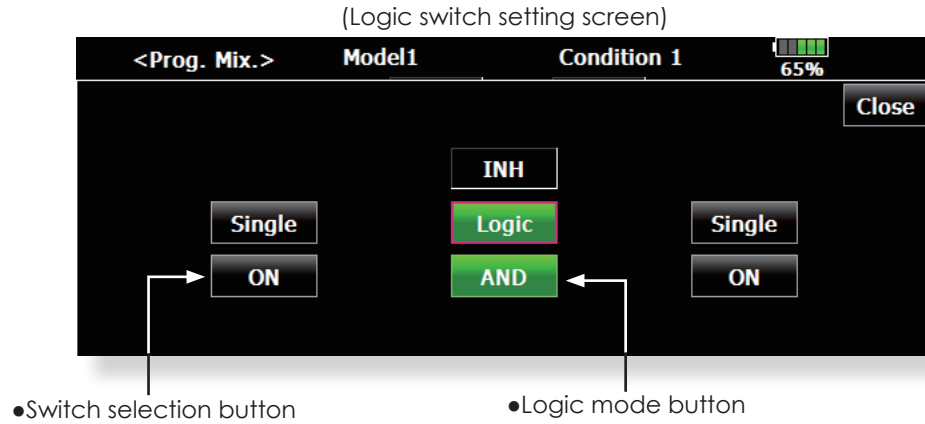 (Logic switch setting screen)
<Prog. Mix.> Model1 Condition 1 65%
Close
INH
Single Logic Single
ON AND ON
●Switch selection button ●Logic mode button